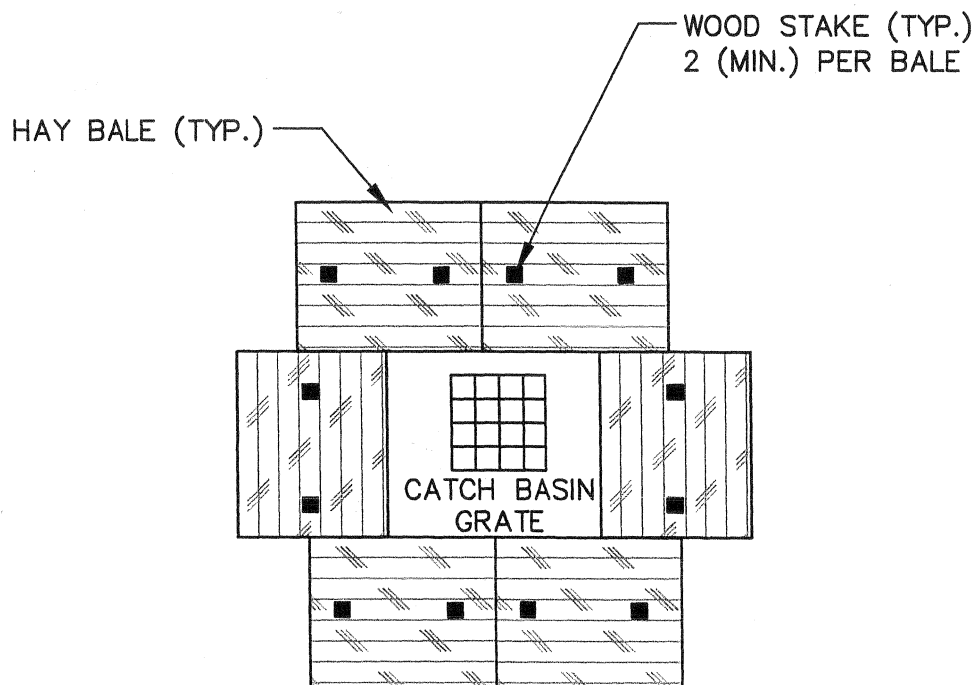 WOOD STAKE (TYP.)
2 (MIN.) PER BALE
HAY BALE (TYP.)
CATCH BASIN
GRATE